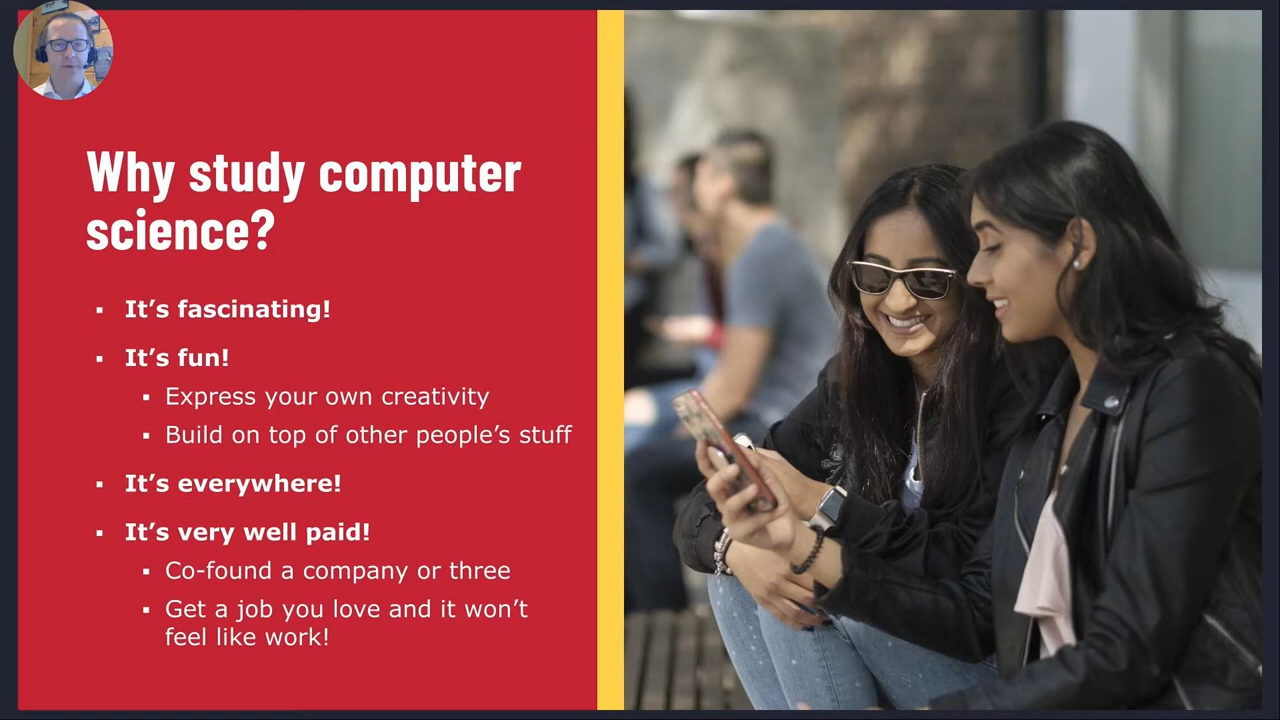 Why study computer
science?
▪ It’s fascinating!
▪ It’s fun!
▪ Express your own creativity
▪ Build on top of other people’s stuff
▪ It’s everywhere!
▪ It’s very well paid!
▪ Co-found a company or three
▪ Get a job you love and it won’t
feel like work!